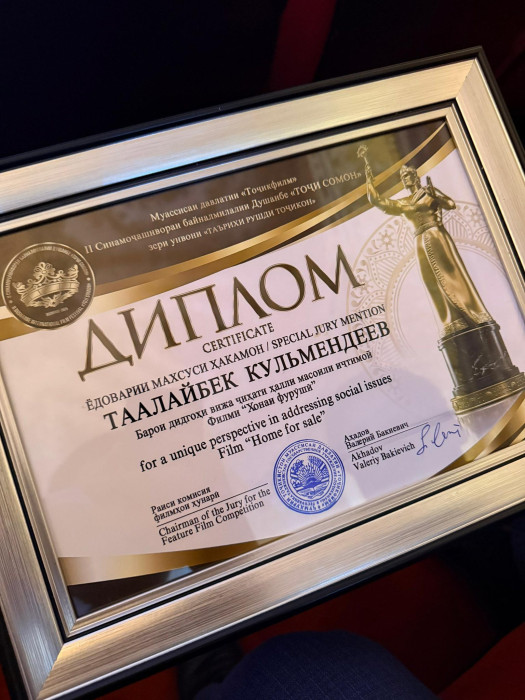 Муассисаи давлатии «Тоҷикфилм»
II Синамоҷашнвораи байналмилалии Душанбе «ТОҶИ СОМОН»
зери унвони «ТАЪРИХИ РУШДИ ТОҶИКОН»
ДИПЛОМ
CERTIFICATE
ЁДОВАРИИ МАХСУСИ ҲАКАМОН / SPECIAL JURY MENTION
ТААЛАЙБЕК КУЛЬМЕНДЕЕВ
Барои дидгоҳи вижа ҷиҳати ҳалли масоили иҷтимоӣ
Филми "Хонаи фурӯшӣ"
for a unique perspective in addressing social issues
Film "Home for sale"
Раиси комисия
филмҳои ҳунарӣ
Chairman of the Jury for the
Feature Film Competition
Ахадов
Валерий Бакиевич
Akhadov
Valeriy Bakievich